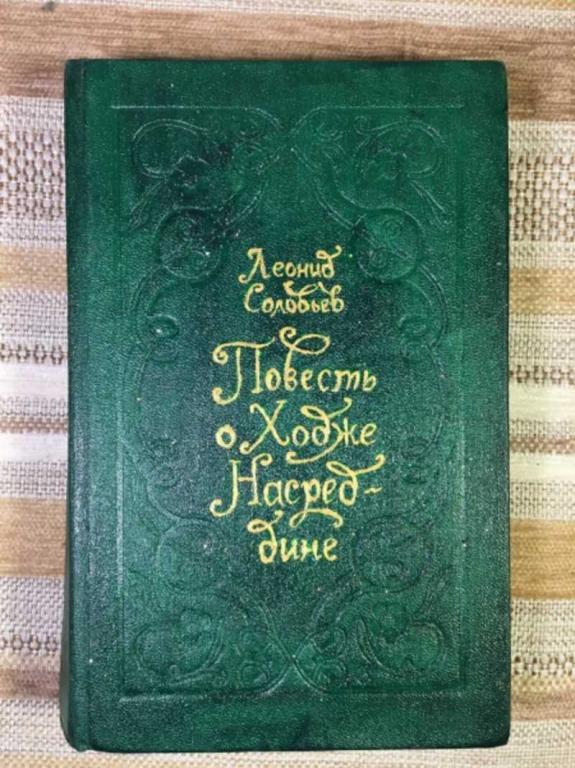 Леонид
Соловьев
Повесть
о Ходже
Насред-
дине